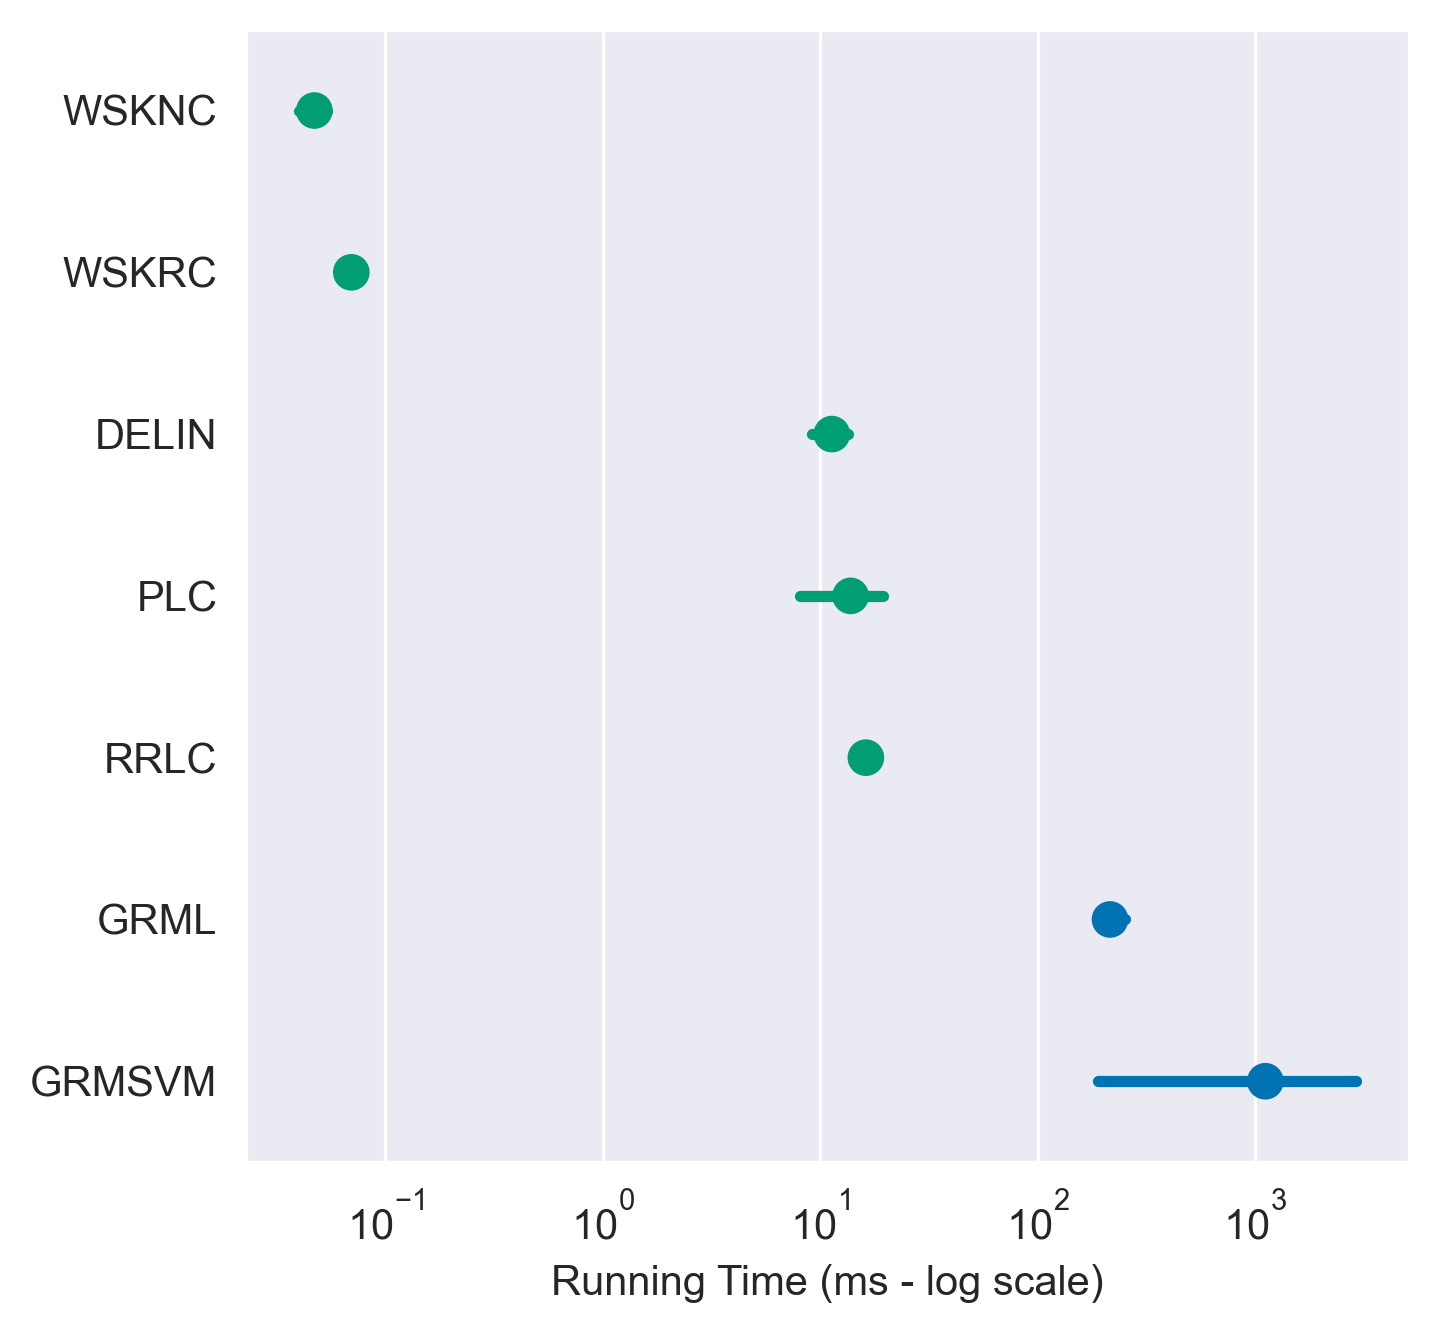 WSKNC
WSKRC
DELIN
PLC
RRLC
GRML
GRMSVM
10⁻¹ 10⁰ 10¹ 10² 10³
Running Time (ms - log scale)